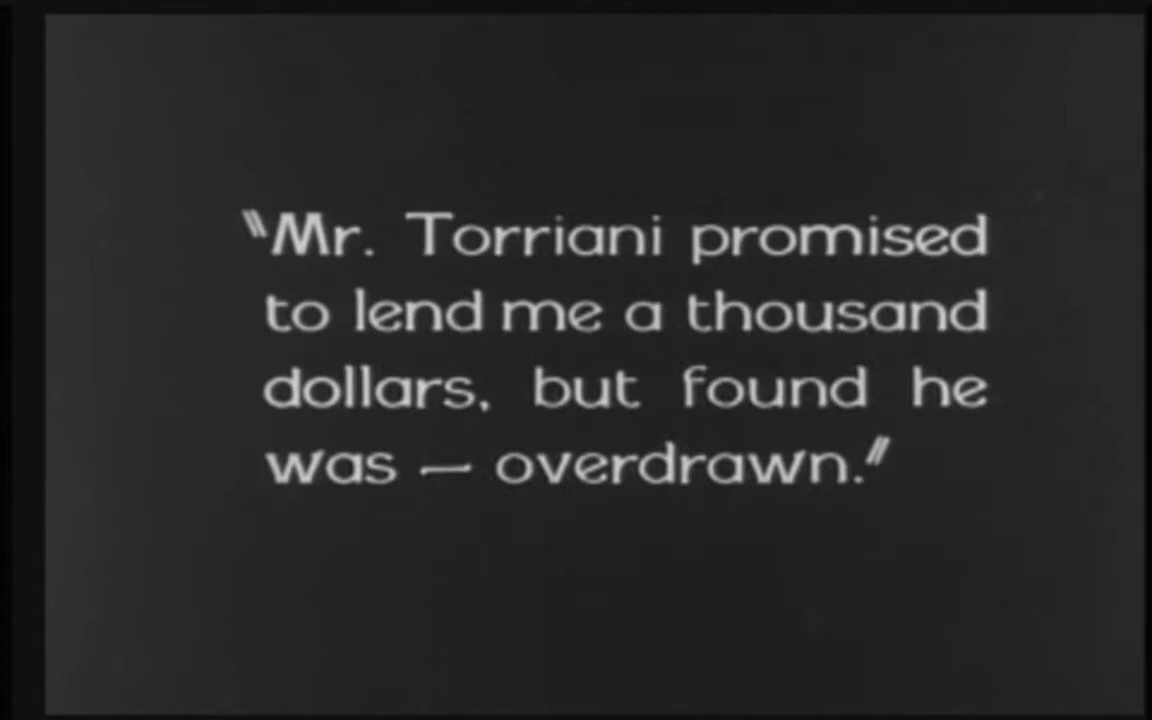 "Mr. Torriani promised
to lend me a thousand
dollars, but found he
was — overdrawn."